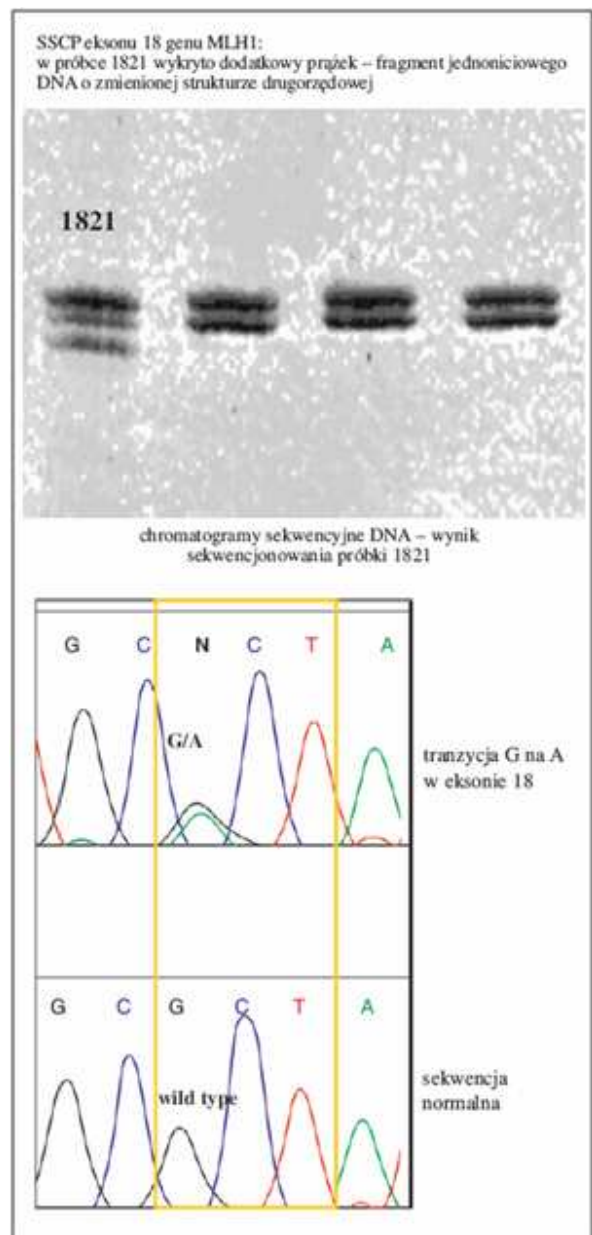 SSCP eksonu 18 genu MLH1:
w próbce 1821 wykryto dodatkowy prążek – fragment jednoniciowego
DNA o zmienionej strukturze drugorzędowej
1821
chromatogramy sekwencyjne DNA – wynik
sekwencjonowania próbki 1821
G C N C T A
G/A
tranzycja G na A
w eksonie 18
G C G C T A
wild type
sekwencja
normalna